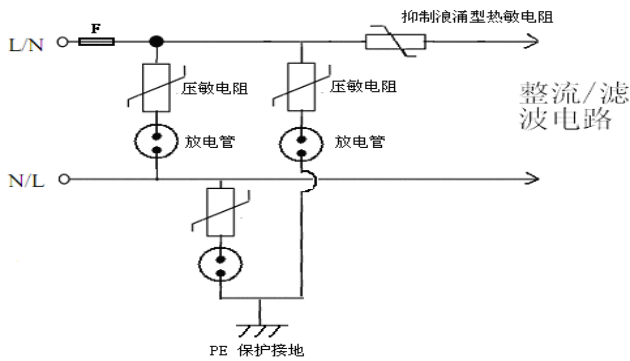 抑制浪涌型热敏电阻
F
L/N
压敏电阻
压敏电阻
整流/滤
波电路
放电管
放电管
N/L
PE 保护接地